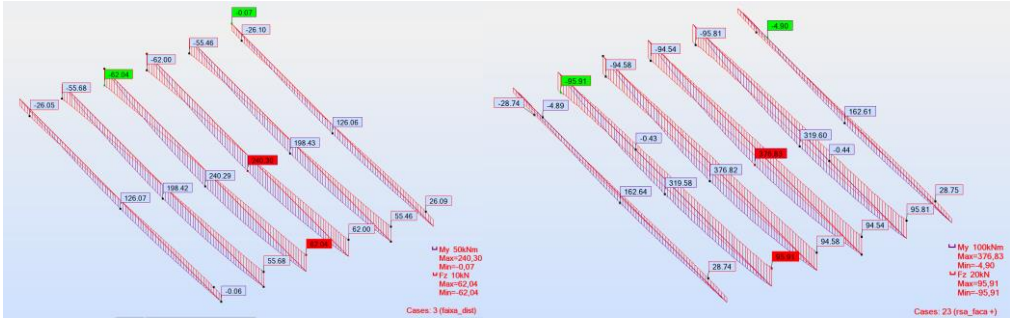 -0.07
-26.10
-55.46
-62.00
-62.04
-55.68
-26.05
126.06
198.43
240.30
240.29
198.42
126.07
26.09
55.46
62.00
62.04
55.68
-0.06
My 50kNm
Max=240,30
Min=-0,07
Fz 10kN
Max=62,04
Min=-62,04
Cases: 3 (faixa_dist)
-4.90
-95.81
-94.54
-94.58
-95.91
-28.74
-4.89
162.61
319.60
-0.43
-0.44
376.83
376.82
319.58
162.64
28.75
95.81
94.54
94.58
95.91
28.74
My 100kNm
Max=376,83
Min=-4,90
Fz 20kN
Max=95,91
Min=-95,91
Cases: 23 (rsa_faca +)